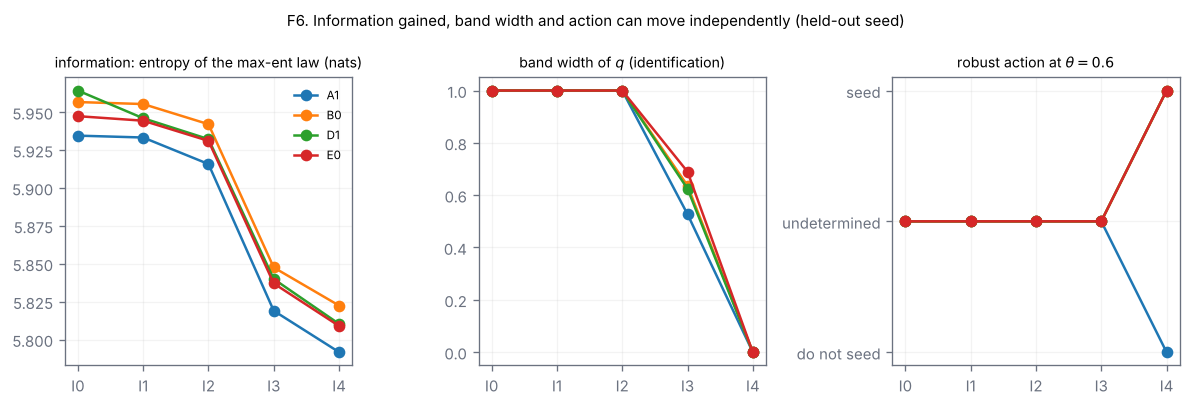 F6. Information gained, band width and action can move independently (held-out seed)
information: entropy of the max-ent law (nats)
5.950
5.925
5.900
5.875
5.850
5.825
5.800
A1
B0
D1
E0
I0 I1 I2 I3 I4
band width of q (identification)
1.0
0.8
0.6
0.4
0.2
0.0
I0 I1 I2 I3 I4
robust action at θ = 0.6
seed
undetermined
do not seed
I0 I1 I2 I3 I4